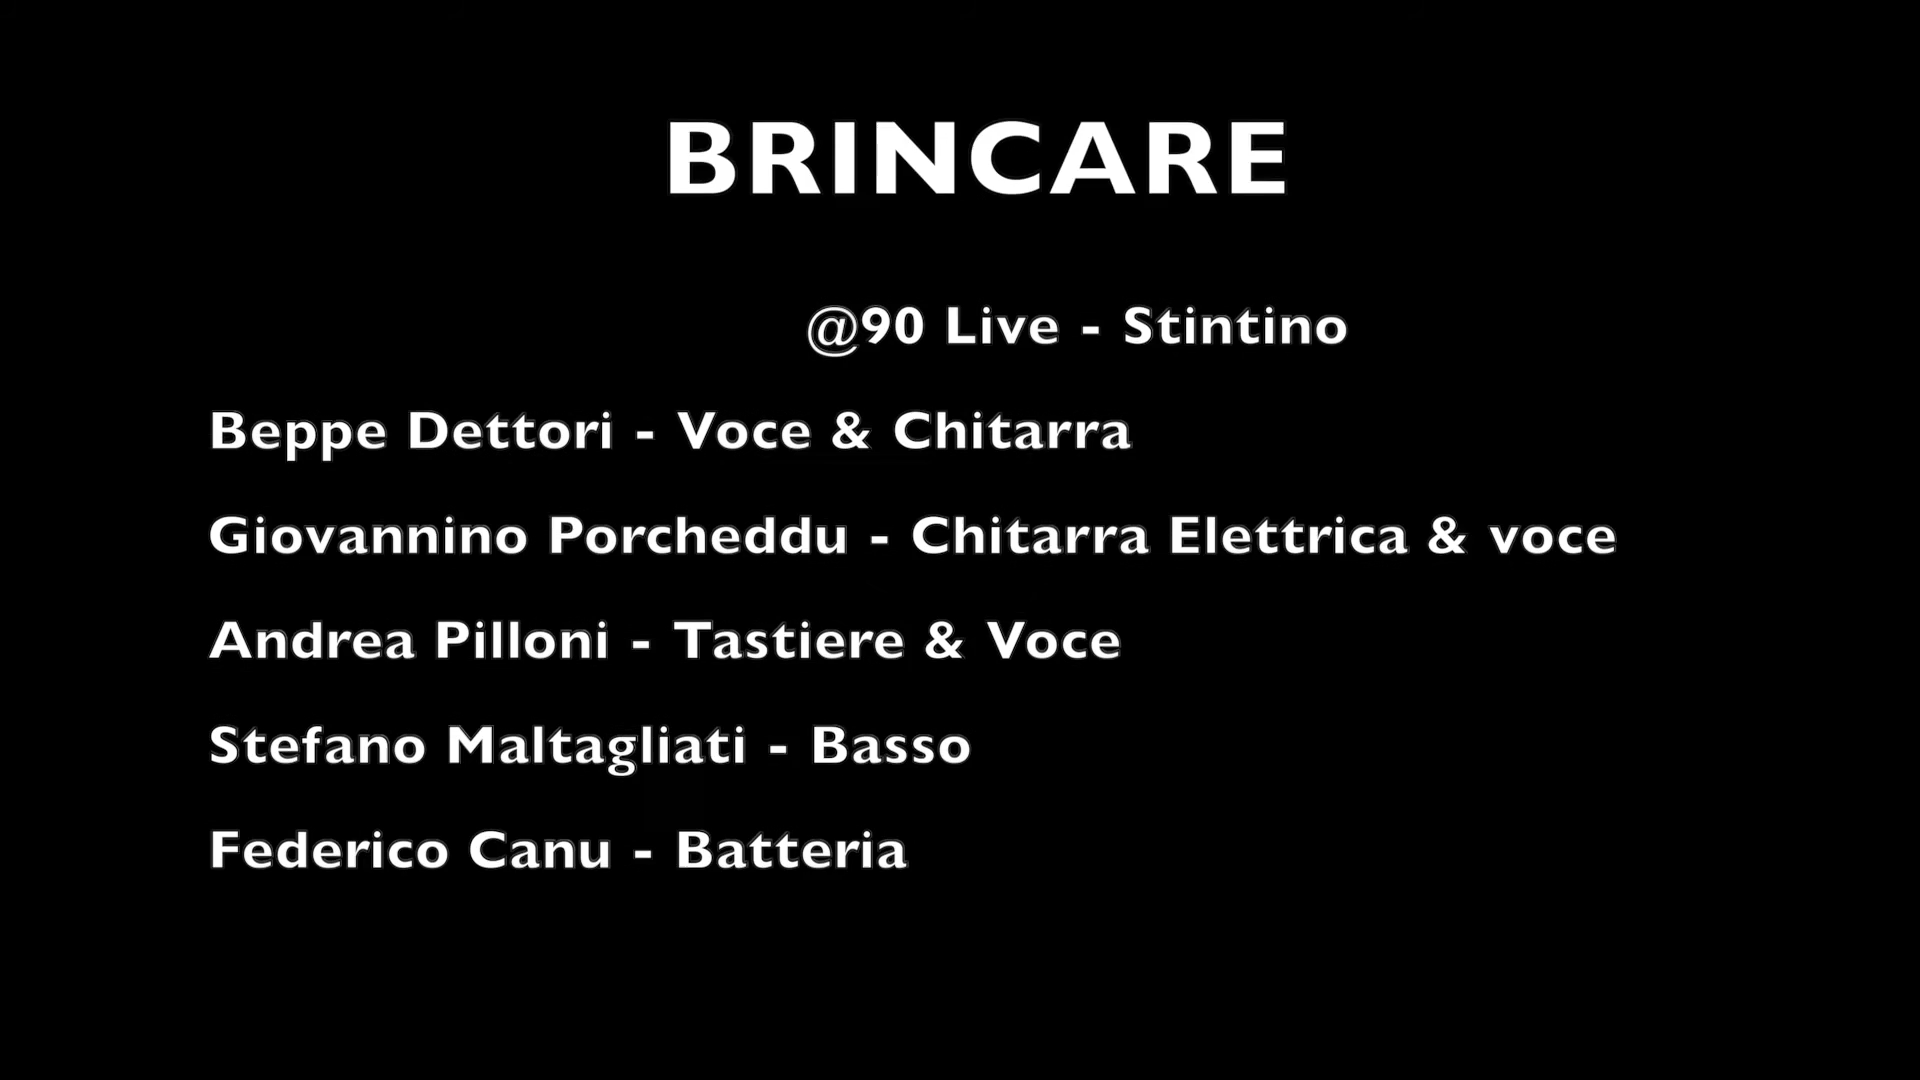 BRINCARE
@90 Live - Stintino
Beppe Dettori - Voce & Chitarra
Giovannino Porcheddu - Chitarra Elettrica & voce
Andrea Pilloni - Tastiere & Voce
Stefano Maltagliati - Basso
Federico Canu - Batteria